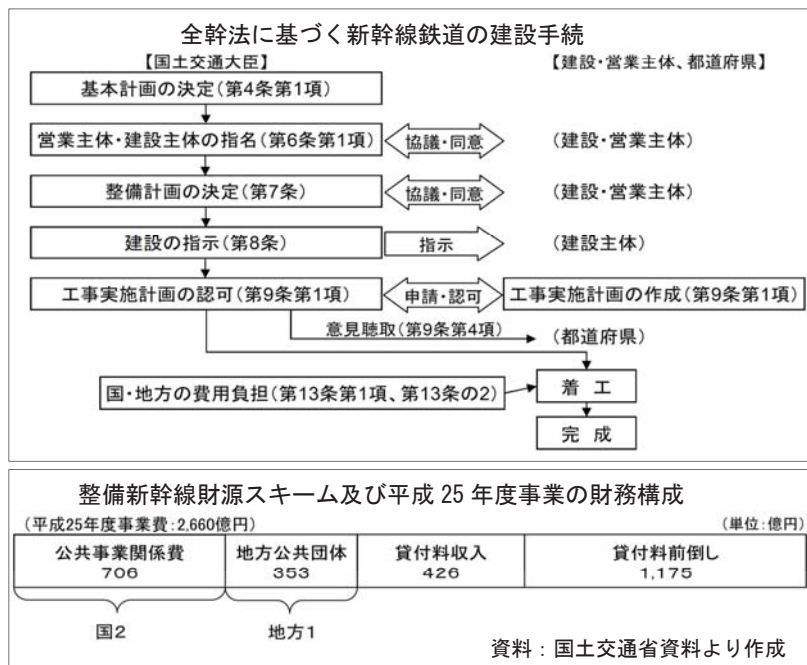 全幹法に基づく新幹線鉄道の建設手続
【国土交通大臣】
【建設・営業主体、都道府県】
基本計画の決定(第4条第1項)
営業主体・建設主体の指名(第6条第1項)
協議・同意
(建設・営業主体)
整備計画の決定(第7条)
協議・同意
(建設・営業主体)
建設の指示(第8条)
指示
(建設主体)
工事実施計画の認可(第9条第1項)
申請・認可
工事実施計画の作成(第9条第1項)
意見聴取(第9条第4項)
(都道府県)
国・地方の費用負担(第13条第1項、第13条の2)
着 工
完 成
整備新幹線財源スキーム及び平成25年度事業の財務構成
(平成25年度事業費:2,660億円)
(単位:億円)
公共事業関係費
706
地方公共団体
353
貸付料収入
426
貸付料前倒し
1,175
国2
地方1
資料:国土交通省資料より作成